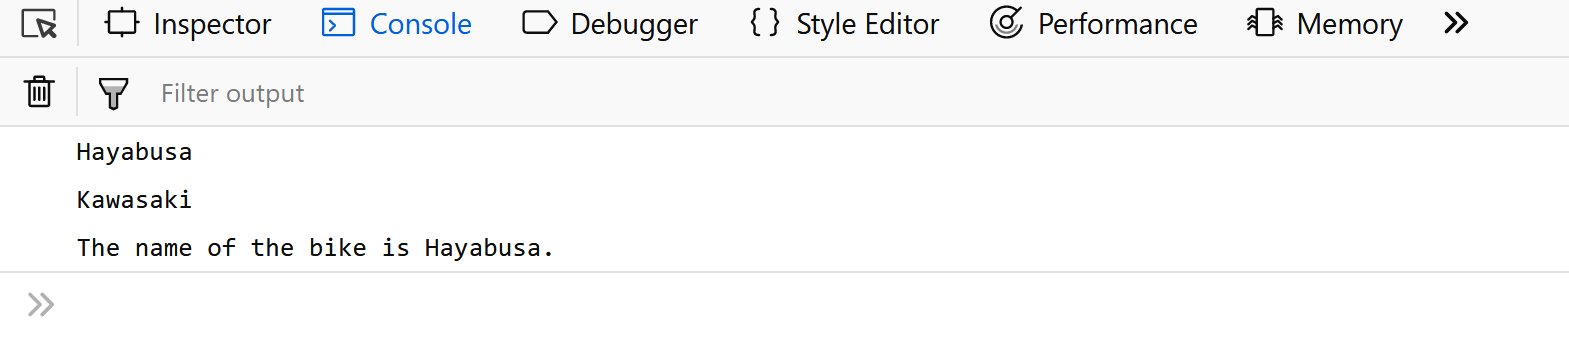 Inspector Console Debugger { } Style Editor Performance Memory
Filter output
Hayabusa
Kawasaki
The name of the bike is Hayabusa.